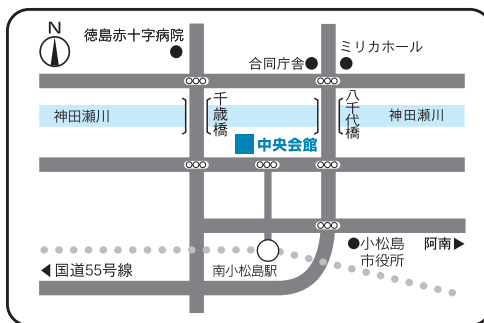 N
徳島赤十字病院
ミリカホール
合同庁舎
神田瀬川
千歳橋
八千代橋
神田瀬川
中央会館
小松島
市役所
阿南▶
◀国道55号線
南小松島駅